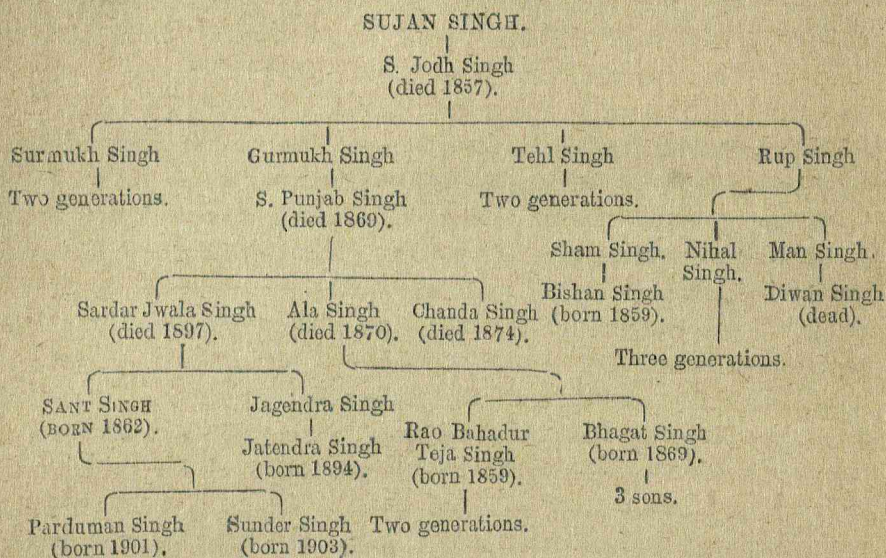 SUJAN SINGH.
S. Jodh Singh
(died 1857).
Surmukh Singh
Gurmukh Singh
Tehl Singh
Rup Singh
Two generations.
S. Punjab Singh
(died 1869).
Two generations.
Sham Singh.
Nihal
Singh.
Man Singh.
Bishan Singh
(born 1859).
Diwan Singh
(dead).
Three generations.
Sardar Jwala Singh
(died 1897).
Ala Singh
(died 1870).
Chanda Singh
(died 1874).
SANT SINGH
(BORN 1862).
Jagendra Singh
Jatendra Singh
(born 1894).
Rao Bahadur
Teja Singh
(born 1859).
Bhagat Singh
(born 1869).
3 sons.
Parduman Singh
(born 1901).
Sunder Singh
(born 1903).
Two generations.